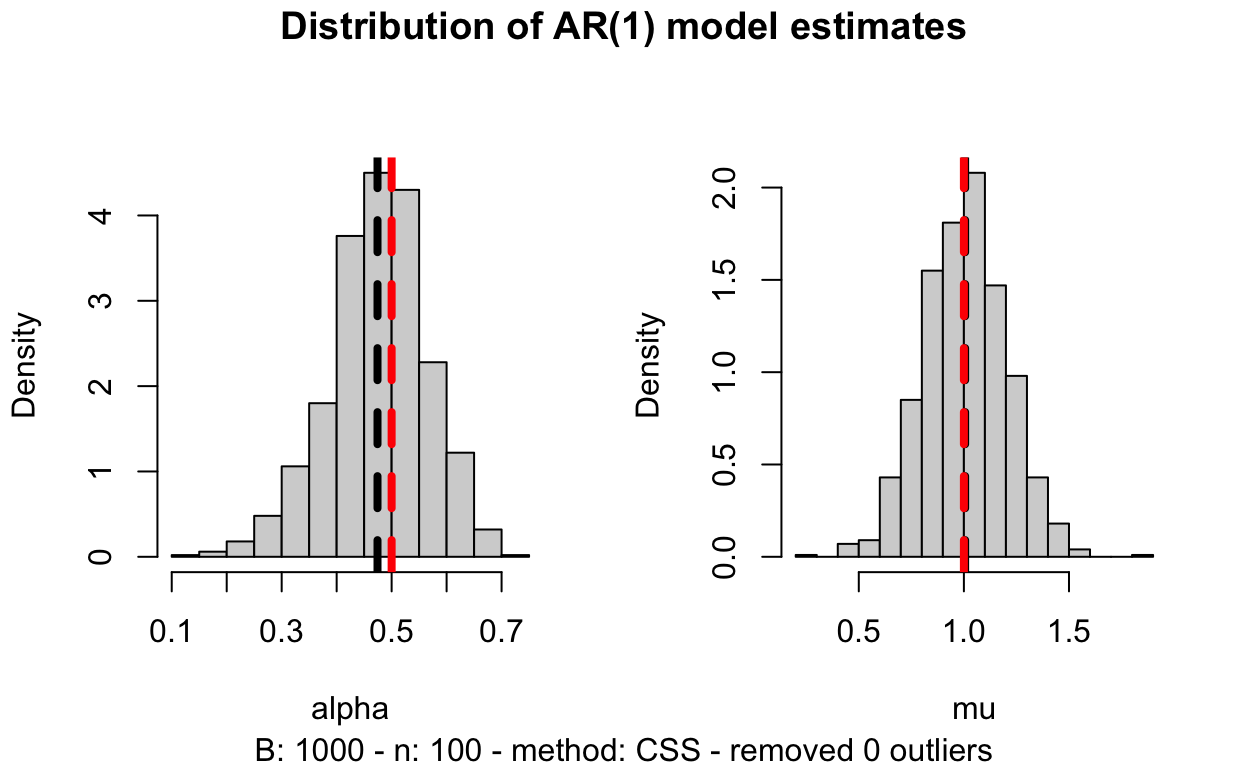 Distribution of AR(1) model estimates
Density
0 1 2 3 4
0.1 0.3 0.5 0.7
alpha
Density
0.0 0.5 1.0 1.5 2.0
0.5 1.0 1.5
mu
B: 1000 - n: 100 - method: CSS - removed 0 outliers